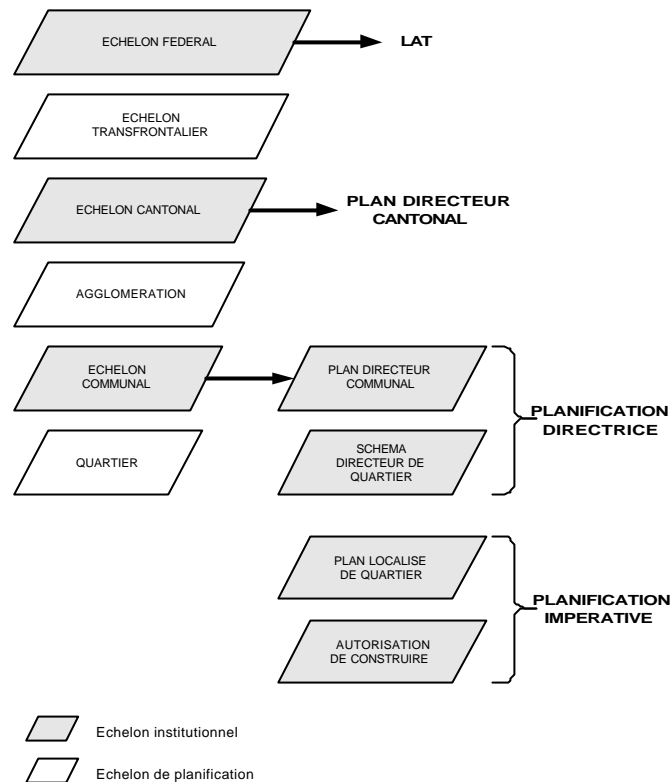 ECHELON FEDERAL
LAT
ECHELON
TRANSFRONTALIER
ECHELON CANTONAL
PLAN DIRECTEUR
CANTONAL
AGGLOMERATION
ECHELON
COMMUNAL
PLAN DIRECTEUR
COMMUNAL
PLANIFICATION
DIRECTRICE
QUARTIER
SCHEMA
DIRECTEUR DE
QUARTIER
PLAN LOCALISE
DE QUARTIER
PLANIFICATION
IMPERATIVE
AUTORISATION
DE CONSTRUIRE
Echelon institutionnel
Echelon de planification